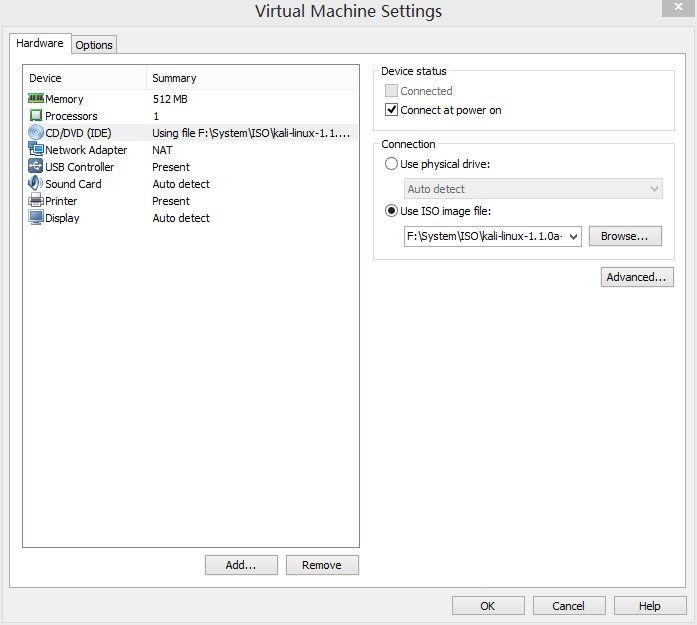 Virtual Machine Settings
Hardware Options
Device Summary
Memory 512 MB
Processors 1
CD/DVD (IDE) Using file F:\System\ISO\kali-linux-1.1....
Network Adapter NAT
USB Controller Present
Sound Card Auto detect
Printer Present
Display Auto detect
Add... Remove
Device status
Connected
Connect at power on
Connection
Use physical drive:
Auto detect
Use ISO image file:
F:\System\ISO\kali-linux-1.1.0a- Browse...
Advanced...
OK Cancel Help